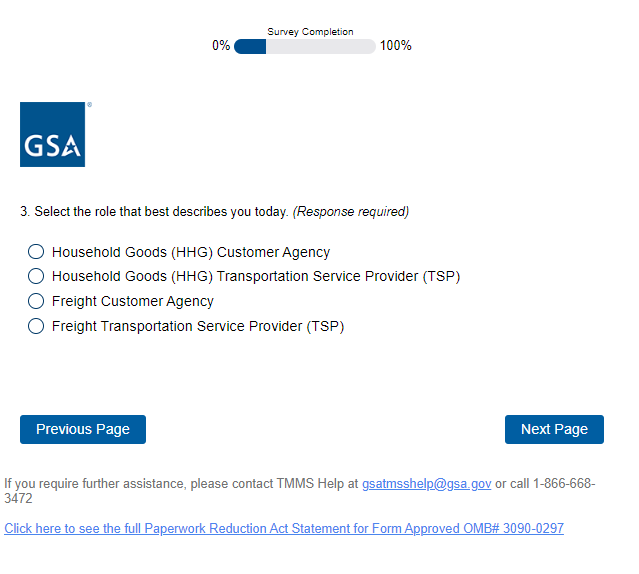 Survey Completion
0% 100%
GSA
®
3. Select the role that best describes you today. (Response required)
Household Goods (HHG) Customer Agency
Household Goods (HHG) Transportation Service Provider (TSP)
Freight Customer Agency
Freight Transportation Service Provider (TSP)
Previous Page
Next Page
If you require further assistance, please contact TMMS Help at gsatmsshelp@gsa.gov or call 1-866-668-
3472
Click here to see the full Paperwork Reduction Act Statement for Form Approved OMB# 3090-0297